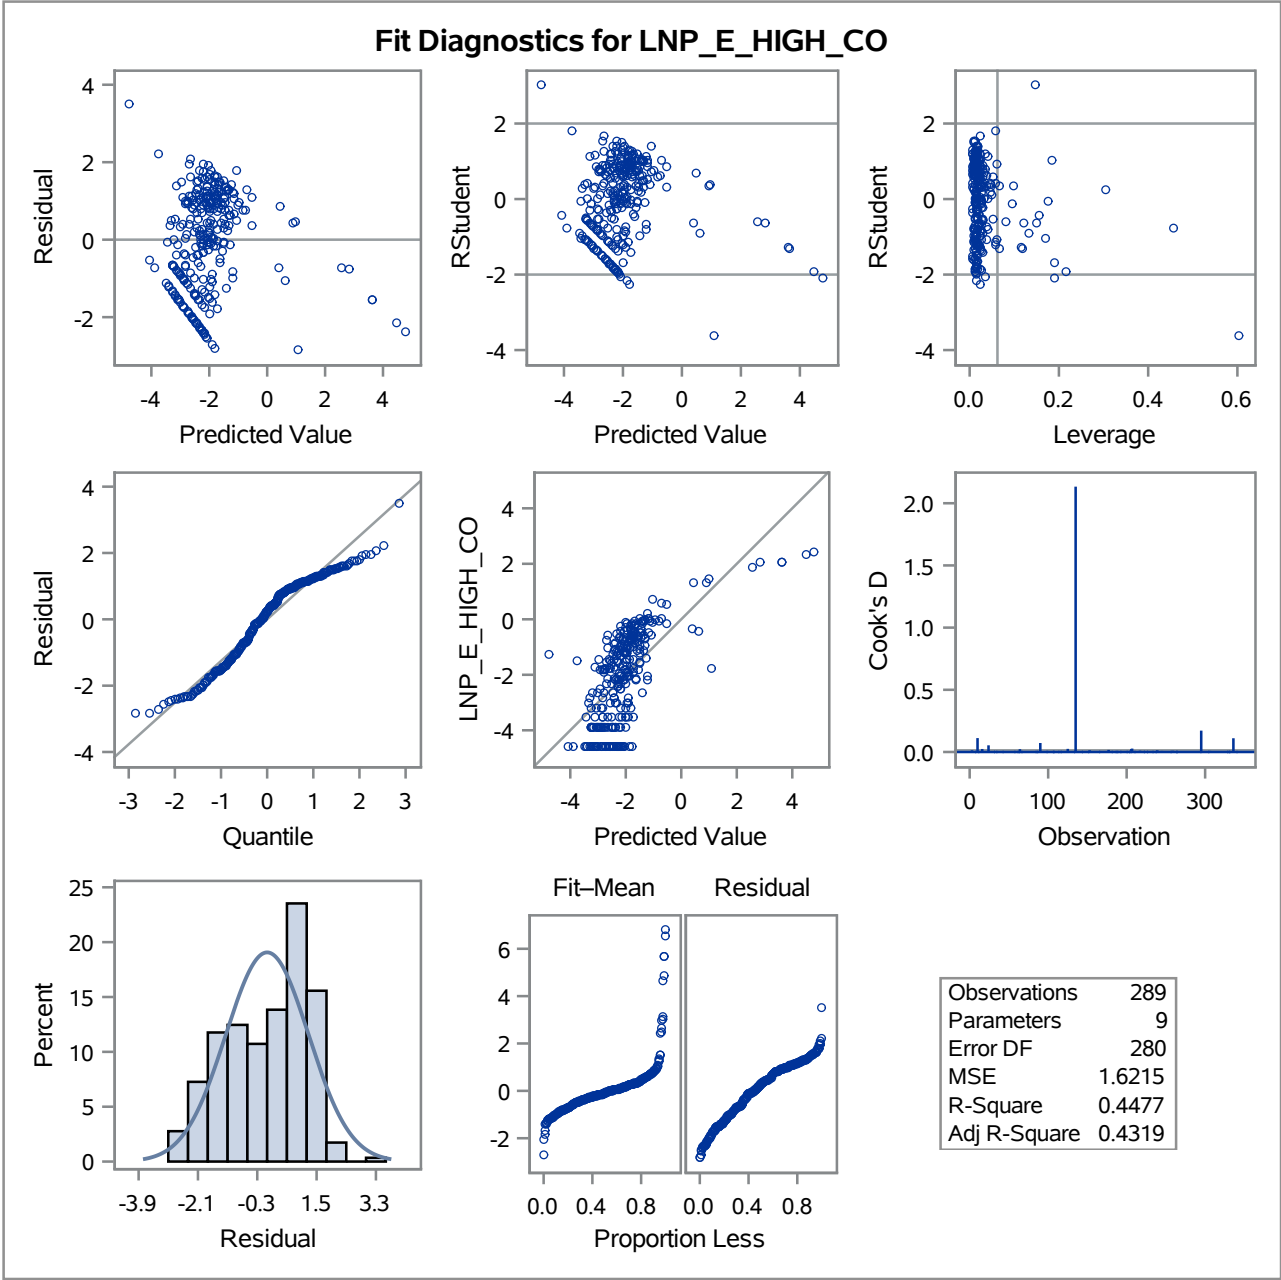 Fit Diagnostics for LNP_E_HIGH_CO
Residual
4
2
0
-2
-4 -2 0 2 4
Predicted Value
RStudent
2
0
-2
-4
-4 -2 0 2 4
Predicted Value
RStudent
2
0
-2
-4
0.0 0.2 0.4 0.6
Leverage
Residual
4
2
0
-2
-4
-3 -2 -1 0 1 2 3
Quantile
LNP_E_HIGH_CO
4
2
0
-2
-4
-4 -2 0 2 4
Predicted Value
Cook's D
2.0
1.5
1.0
0.5
0.0
0 100 200 300
Observation
Percent
25
20
15
10
5
0
-3.9 -2.1 -0.3 1.5 3.3
Residual
Fit–Mean Residual
6
4
2
0
-2
0.0 0.4 0.8 0.0 0.4 0.8
Proportion Less
Observations 289
Parameters 9
Error DF 280
MSE 1.6215
R-Square 0.4477
Adj R-Square 0.4319